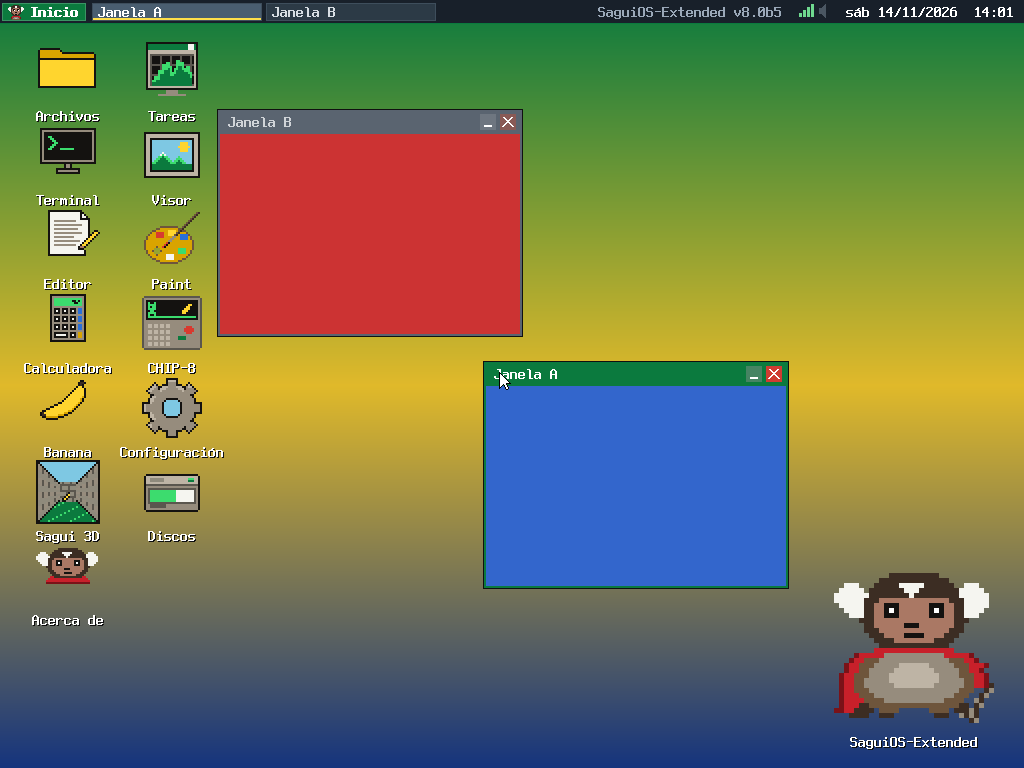 Inicio Janela A Janela B SaguiOS-Extended v8.0b5 sáb 14/11/2026 14:01
Archivos Tareas
Janela B
Terminal Visor
Editor Paint
Calculadora CHIP-8
Janela A
Banana Configuración
Sagui 3D Discos
Acerca de
SaguiOS-Extended